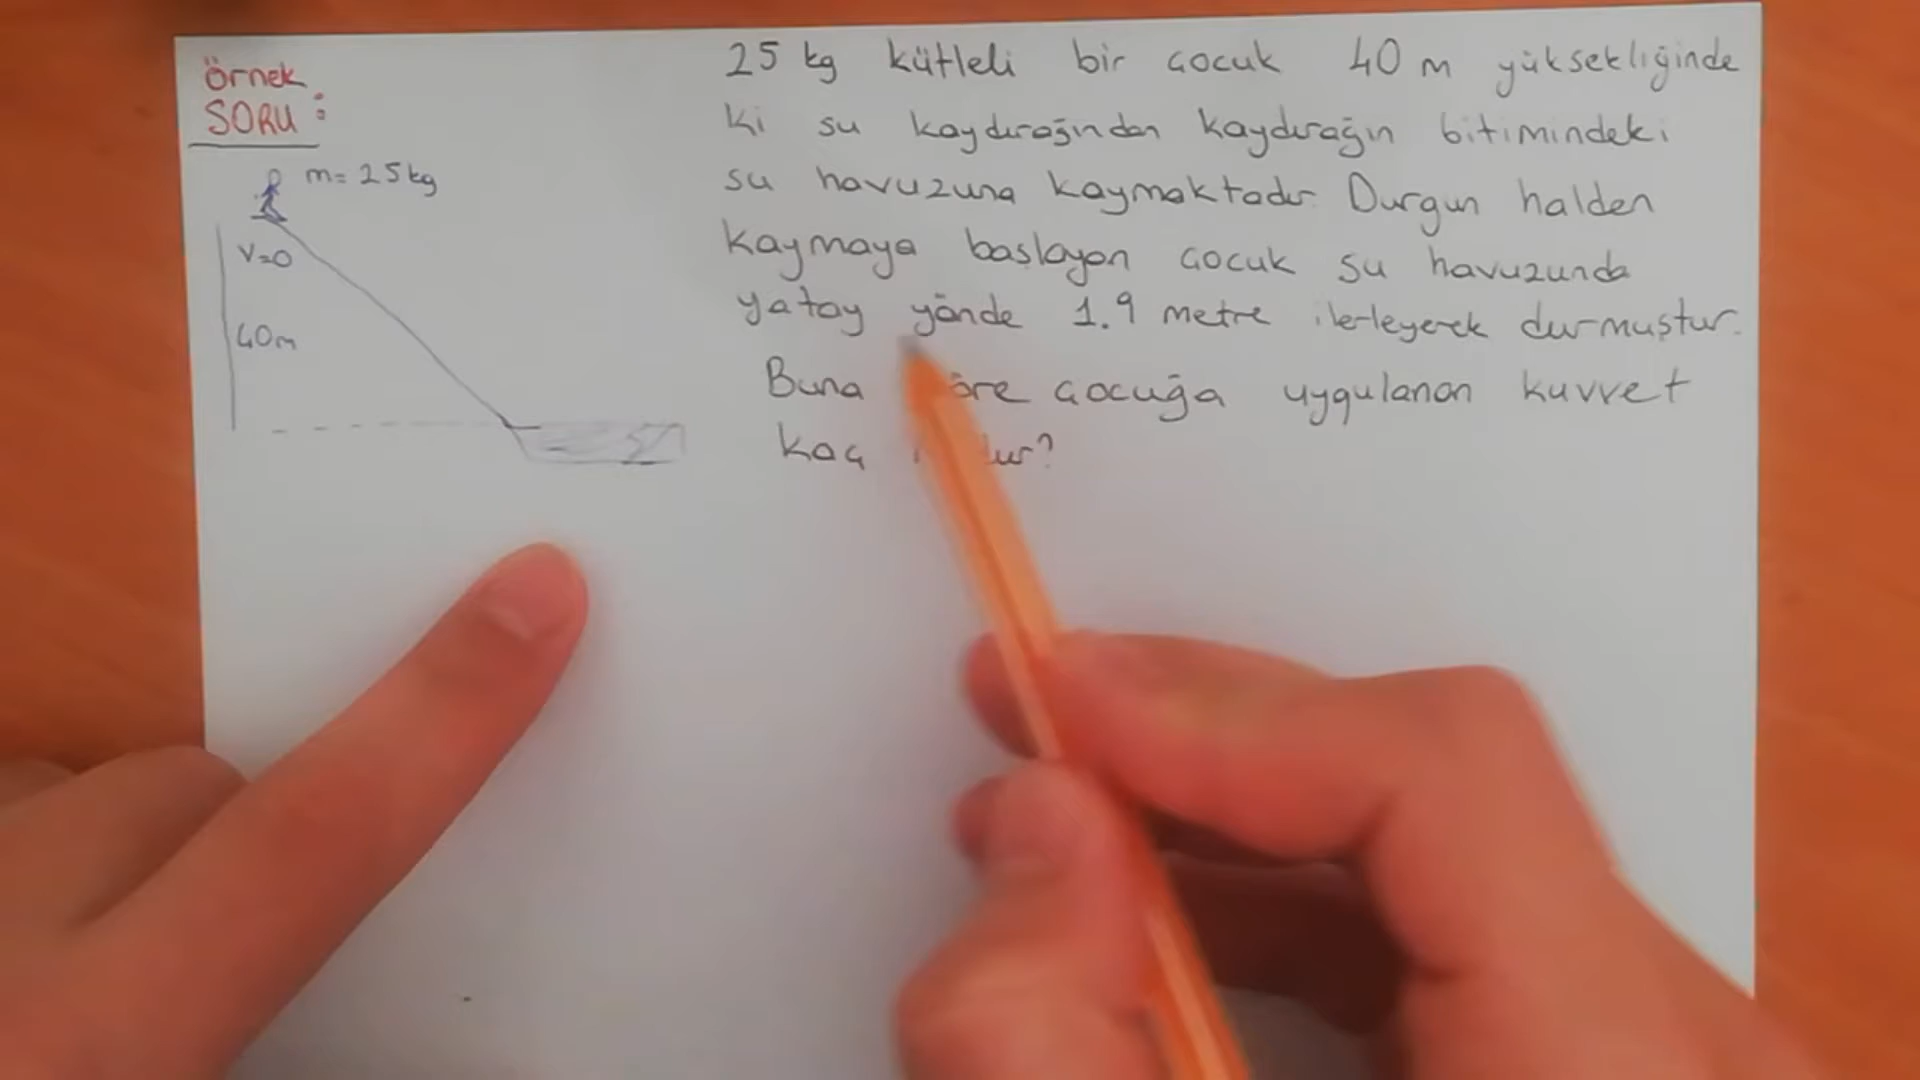 örnek
SORU :
m= 25kg
V=0
40m
25 kg kütleli bir çocuk 40 m yüksekliğinde
ki su kaydırağından kaydırağın bitimindeki
su havuzuna kaymaktadır. Durgun halden
kaymaya başlayan çocuk su havuzunda
yatay yönde 1.9 metre ilerleyerek durmuştur.
Buna çocuğa uygulanan kuvvet
kaç